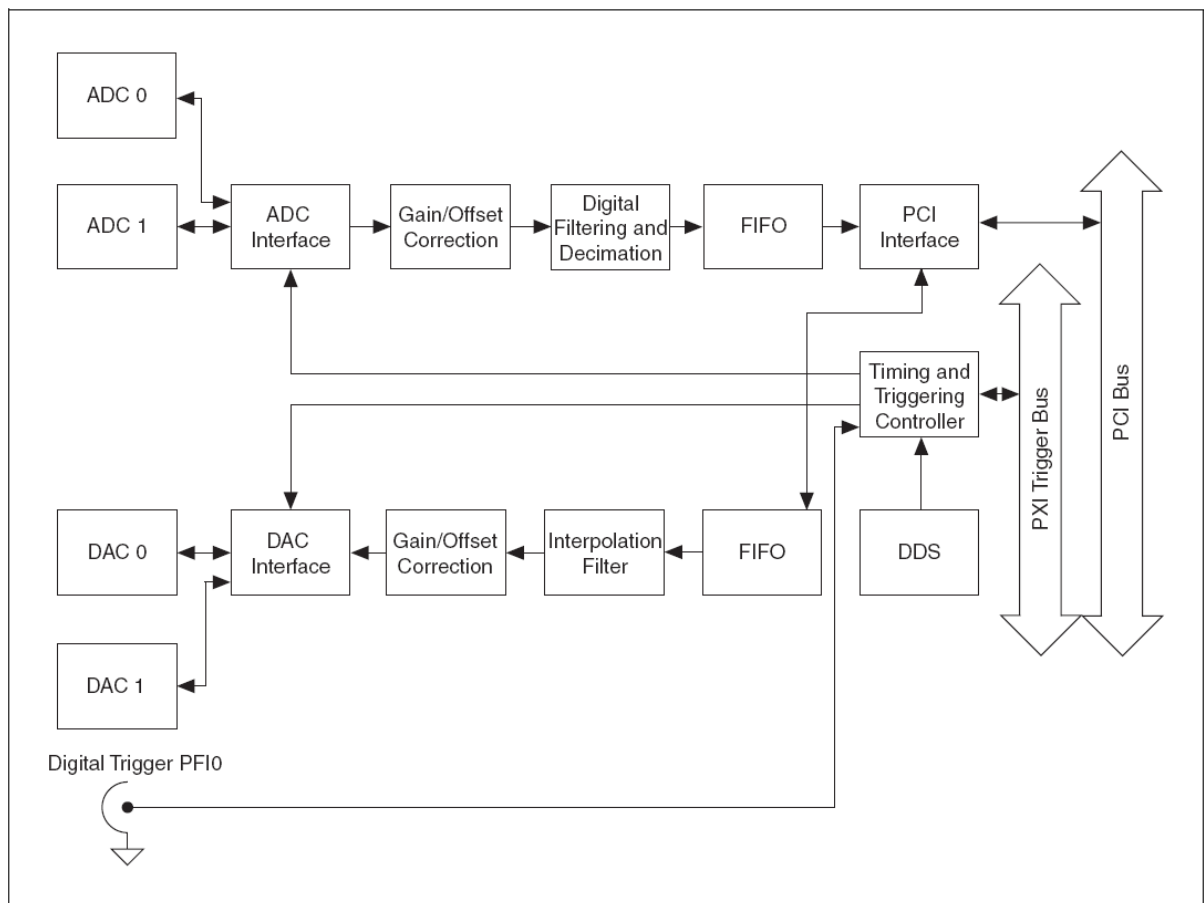 ADC 0
ADC 1
ADC
Interface
Gain/Offset
Correction
Digital
Filtering and
Decimation
FIFO
PCI
Interface
Timing and
Triggering
Controller
PXI Trigger Bus
PCI Bus
DAC 0
DAC
Interface
Gain/Offset
Correction
Interpolation
Filter
FIFO
DDS
DAC 1
Digital Trigger PFI0